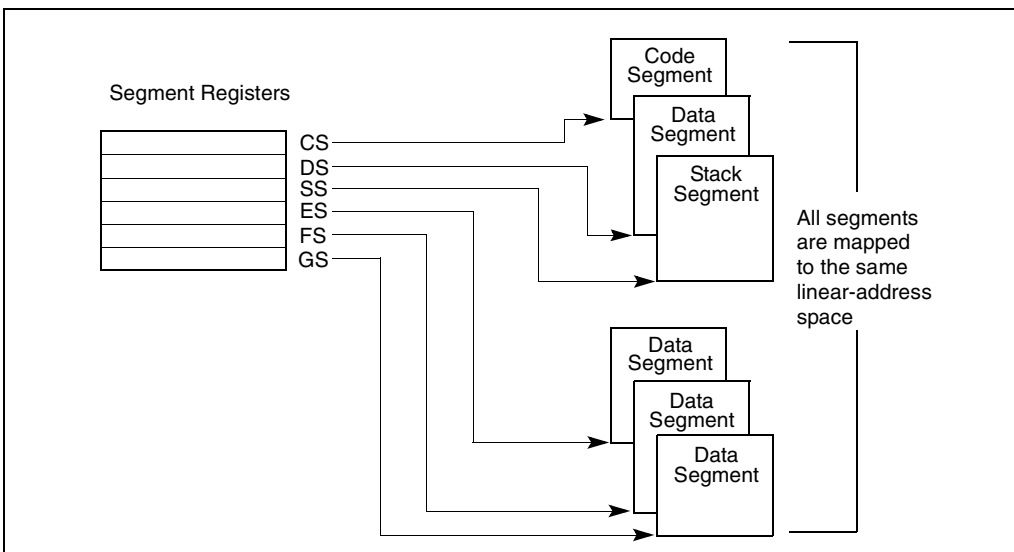 Segment Registers
CS
DS
SS
ES
FS
GS
Code
Segment
Data
Segment
Stack
Segment
Data
Segment
Data
Segment
Data
Segment
All segments
are mapped
to the same
linear-address
space